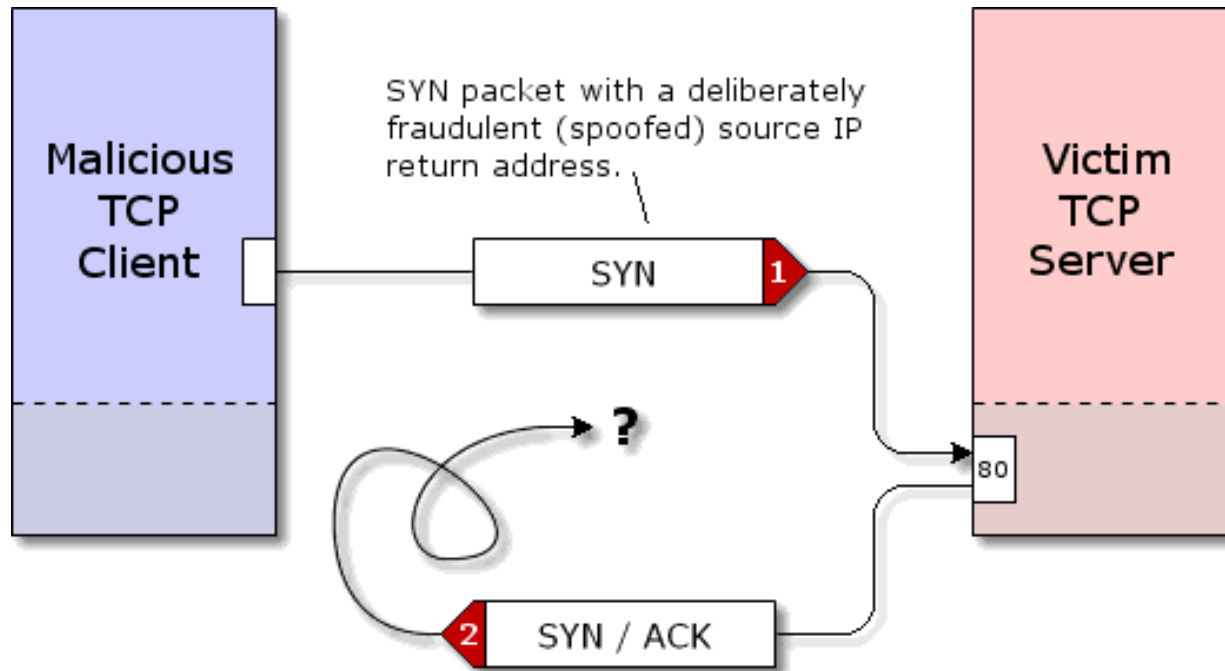 SYN packet with a deliberately
fraudulent (spoofed) source IP
return address.
Malicious
TCP
Client
Victim
TCP
Server
SYN
1
?
80
2
SYN / ACK